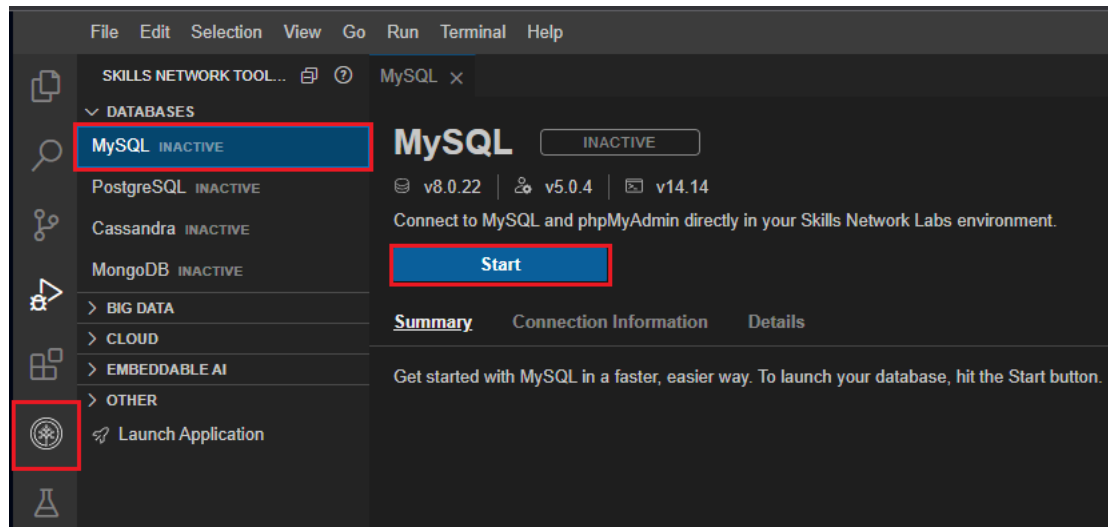 File Edit Selection View Go Run Terminal Help
SKILLS NETWORK TOOL...
DATABASES
MySQL INACTIVE
PostgreSQL INACTIVE
Cassandra INACTIVE
MongoDB INACTIVE
BIG DATA
CLOUD
EMBEDDABLE AI
OTHER
Launch Application
MySQL
MySQL INACTIVE
v8.0.22 v5.0.4 v14.14
Connect to MySQL and phpMyAdmin directly in your Skills Network Labs environment.
Start
Summary Connection Information Details
Get started with MySQL in a faster, easier way. To launch your database, hit the Start button.